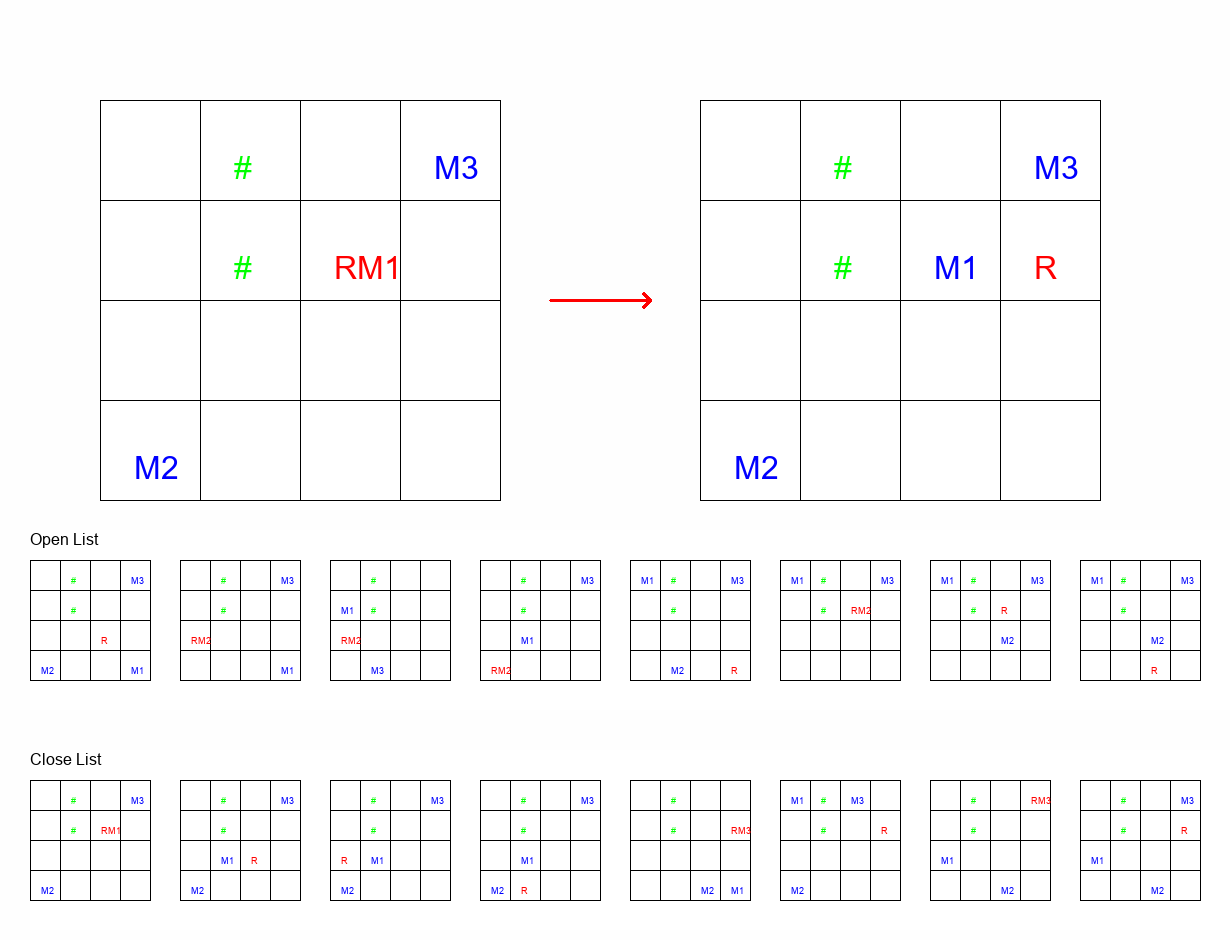 # M3 # M3
# RM1 # M1 R
M2 M2
Open List
# M3 # M3 # # M3 M1 # M3 M1 # M3 M1 # M3 M1 # M3
# # M1 # # # # RM2 # R #
R RM2 RM2 M1 M2 M2
M2 M1 M1 M3 RM2 M2 R R
Close List
# M3 # M3 # M3 # M3 # M1 # M3 # RM3 # M3
# RM1 # # # # RM3 # R # # R
M1 R R M1 M1 M1 M1
M2 M2 M2 M2 R M2 M1 M2 M2 M2